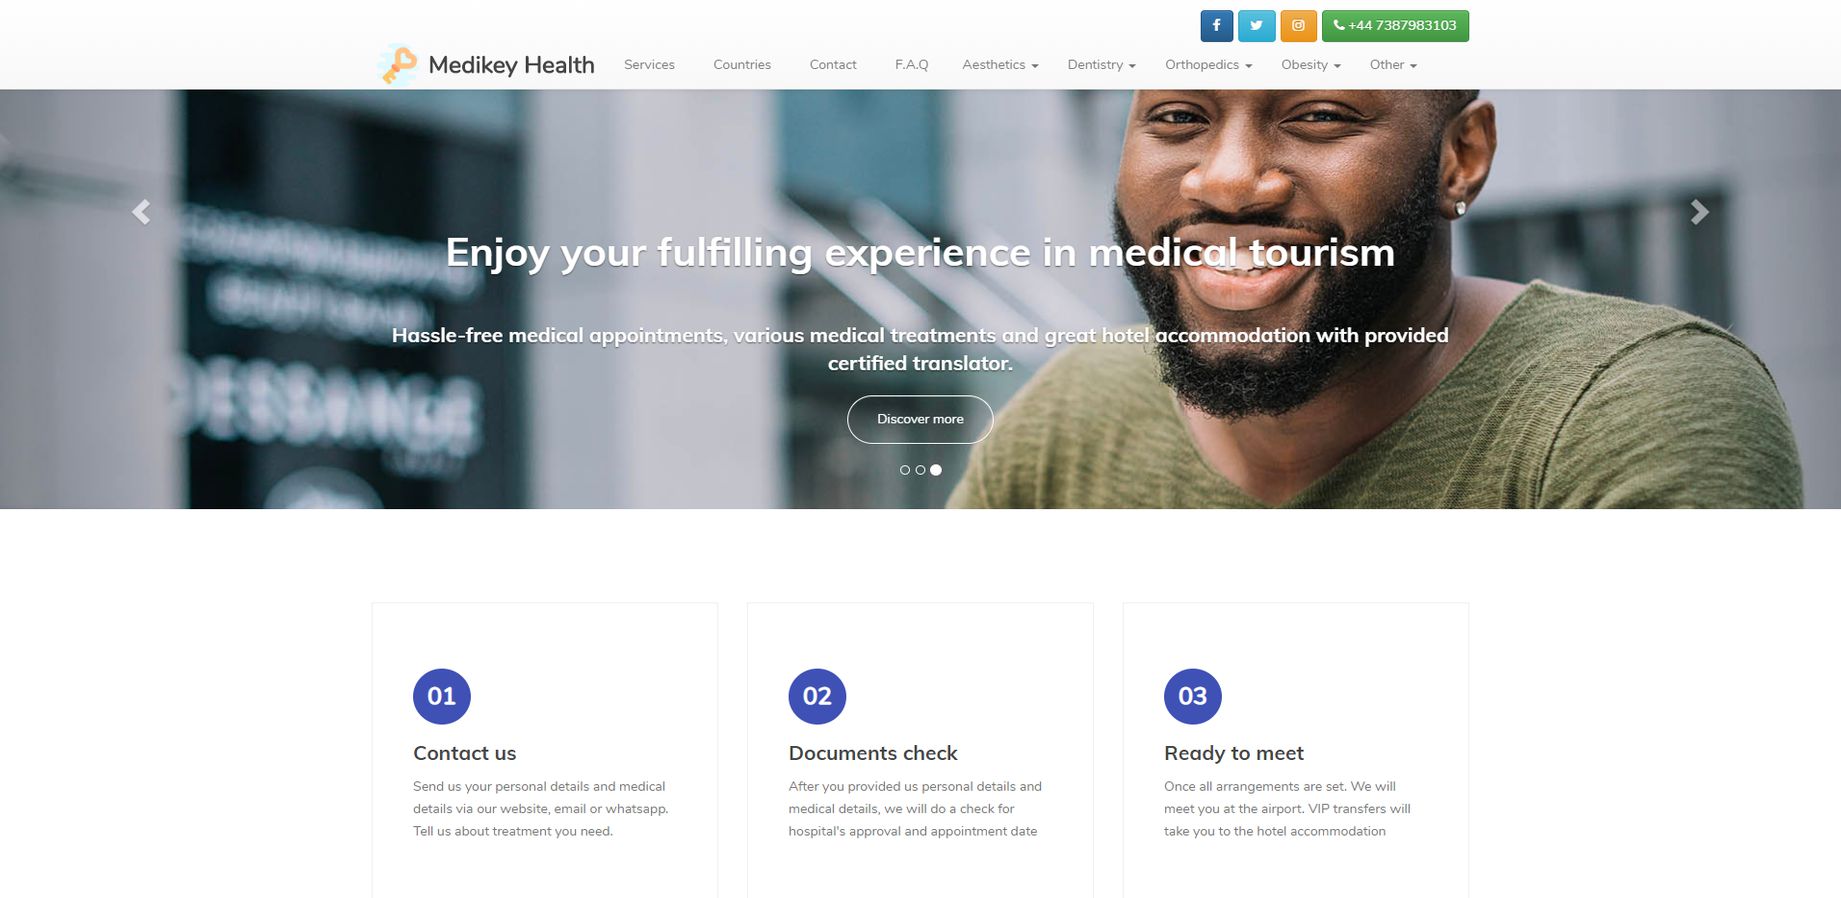 +44 7387983103
Medikey Health
Services
Countries
Contact
F.A.Q
Aesthetics
Dentistry
Orthopedics
Obesity
Other
Enjoy your fulfilling experience in medical tourism
Hassle-free medical appointments, various medical treatments and great hotel accommodation with provided
certified translator.
Discover more
01
Contact us
Send us your personal details and medical
details via our website, email or whatsapp.
Tell us about treatment you need.
02
Documents check
After you provided us personal details and
medical details, we will do a check for
hospital's approval and appointment date
03
Ready to meet
Once all arrangements are set. We will
meet you at the airport. VIP transfers will
take you to the hotel accommodation